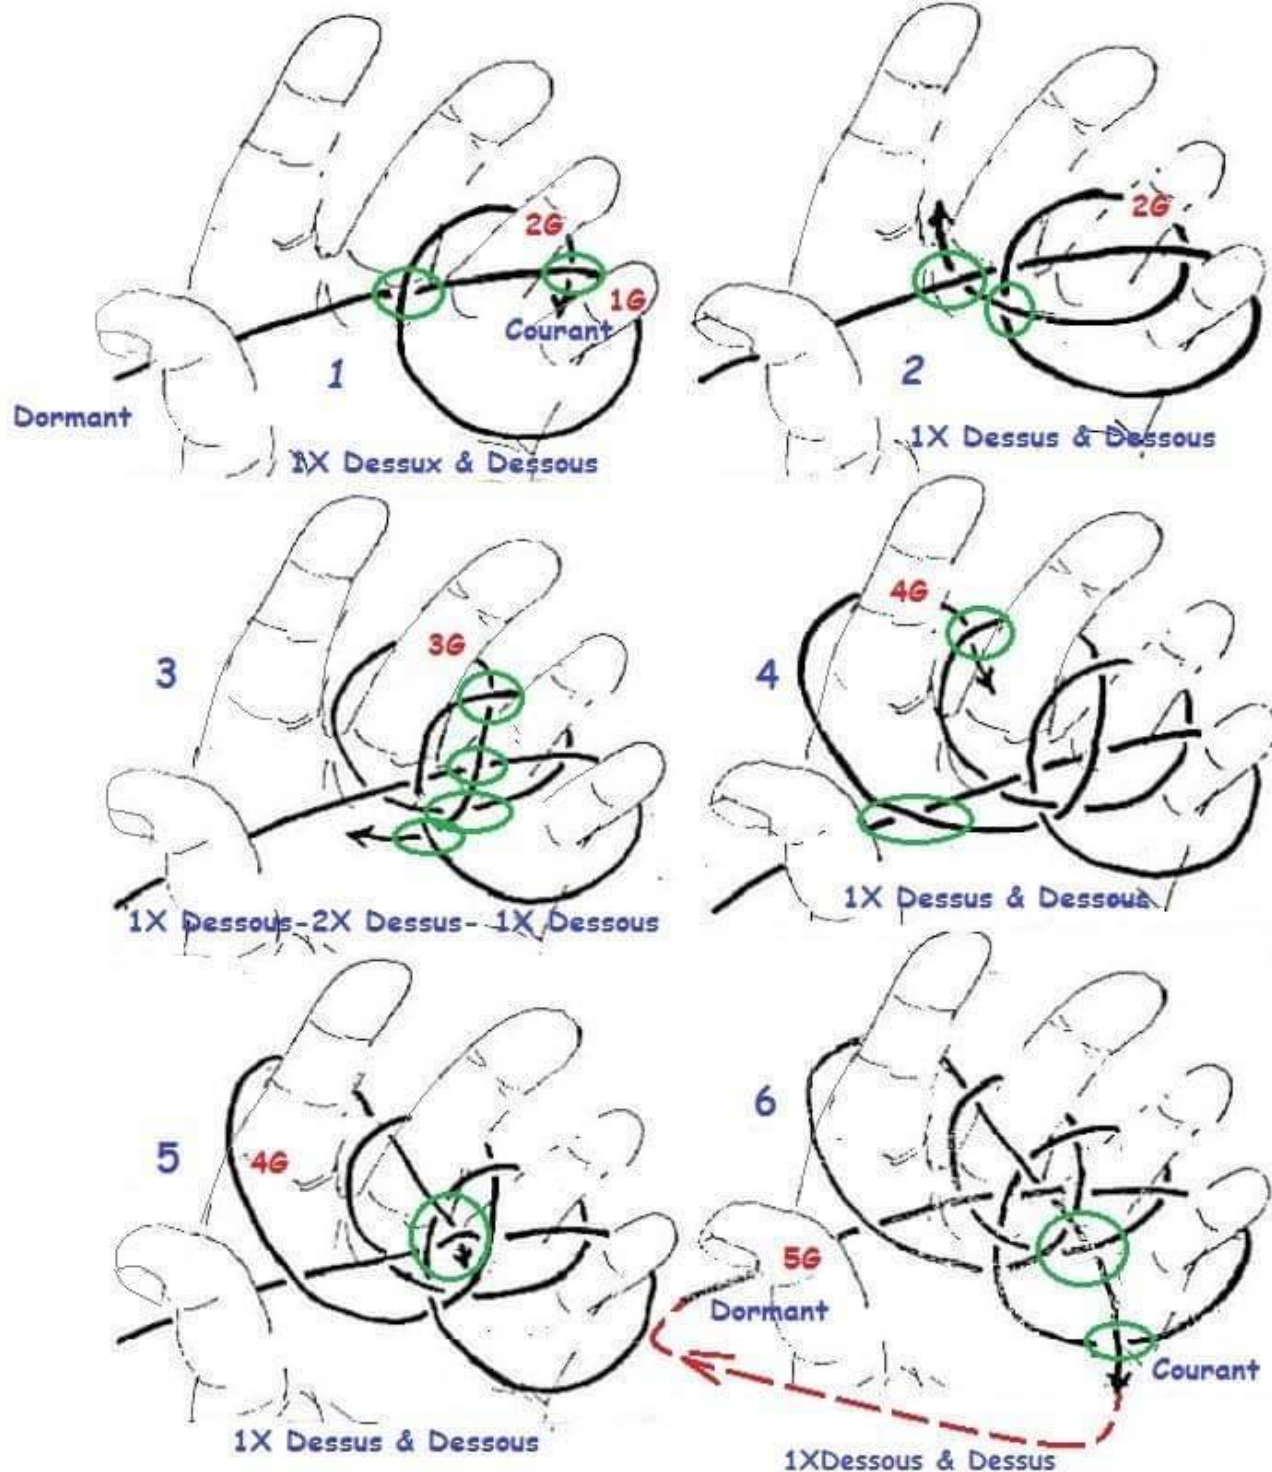 2G
1G
Courant
1
Dormant
1X Dessux & Dessous
2G
2
1X Dessus & Dessous
3G
3
1X Dessous-2X Dessus- 1X Dessous
4G
4
1X Dessus & Dessous
4G
5
1X Dessus & Dessous
6
5G
Dormant
Courant
1XDessous & Dessus